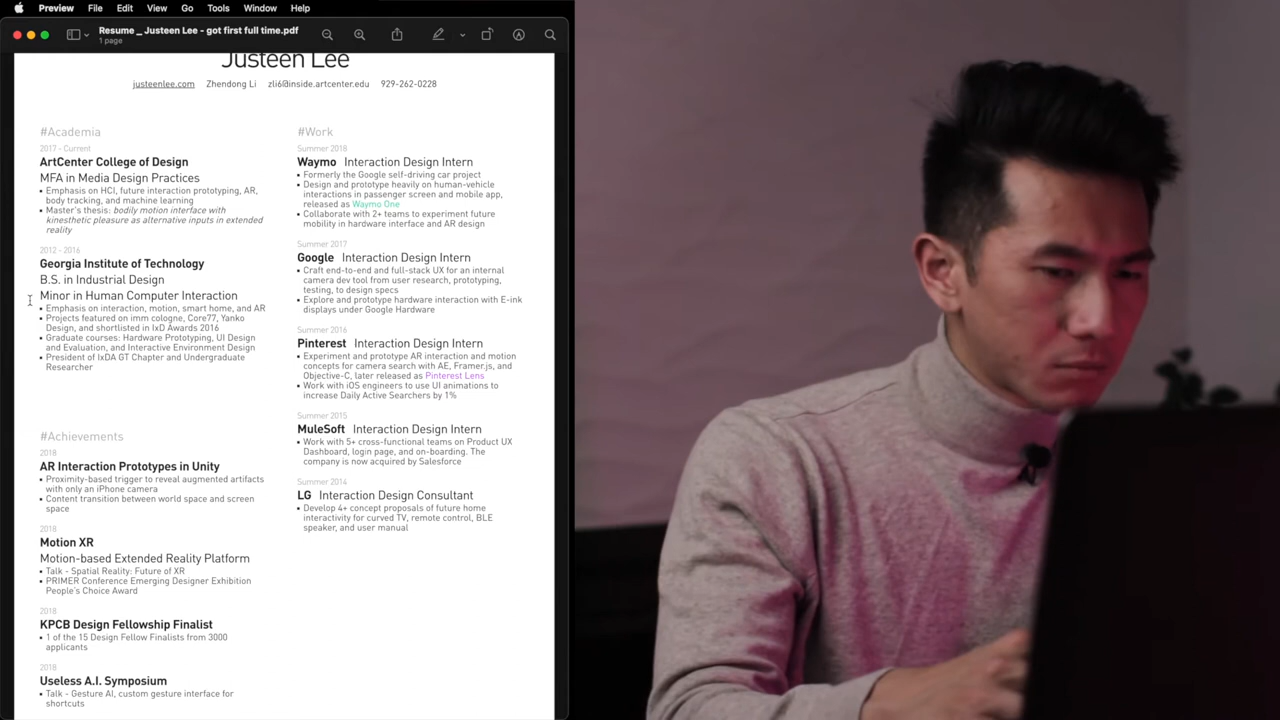 Preview File Edit View Go Tools Window Help
Resume _ Justeen Lee - got first full time.pdf
1 page
Justeen Lee
justeenlee.com Zhendong Li zli6@inside.artcenter.edu 929-262-0228
#Academia
2017 - Current
ArtCenter College of Design
MFA in Media Design Practices
• Emphasis on HCI, future interaction prototyping, AR,
body tracking, and machine learning
• Master's thesis: bodily motion interface with
kinesthetic pleasure as alternative inputs in extended
reality
2012 - 2016
Georgia Institute of Technology
B.S. in Industrial Design
Minor in Human Computer Interaction
• Emphasis on interaction, motion, smart home, and AR
• Projects featured on imm cologne, Core77, Yanko
Design, and shortlisted in IxD Awards 2016
• Graduate courses: Hardware Prototyping, UI Design
and Evaluation, and Interactive Environment Design
• President of IxDA GT Chapter and Undergraduate
Researcher
#Achievements
2018
AR Interaction Prototypes in Unity
• Proximity-based trigger to reveal augmented artifacts
with only an iPhone camera
• Content transition between world space and screen
space
2018
Motion XR
Motion-based Extended Reality Platform
• Talk - Spatial Reality: Future of XR
• PRIMER Conference Emerging Designer Exhibition
People's Choice Award
2018
KPCB Design Fellowship Finalist
• 1 of the 15 Design Fellow Finalists from 3000
applicants
2018
Useless A.I. Symposium
• Talk - Gesture AI, custom gesture interface for
shortcuts
#Work
Summer 2018
Waymo Interaction Design Intern
• Formerly the Google self-driving car project
• Design and prototype heavily on human-vehicle
interactions in passenger screen and mobile app,
released as Waymo One
• Collaborate with 2+ teams to experiment future
mobility in hardware interface and AR design
Summer 2017
Google Interaction Design Intern
• Craft end-to-end and full-stack UX for an internal
camera dev tool from user research, prototyping,
testing, to design specs
• Explore and prototype hardware interaction with E-ink
displays under Google Hardware
Summer 2016
Pinterest Interaction Design Intern
• Experiment and prototype AR interaction and motion
concepts for camera search with AE, Framer.js, and
Objective-C, later released as Pinterest Lens
• Work with iOS engineers to use UI animations to
increase Daily Active Searchers by 1%
Summer 2015
MuleSoft Interaction Design Intern
• Work with 5+ cross-functional teams on Product UX
Dashboard, login page, and on-boarding. The
company is now acquired by Salesforce
Summer 2014
LG Interaction Design Consultant
• Develop 4+ concept proposals of future home
interactivity for curved TV, remote control, BLE
speaker, and user manual